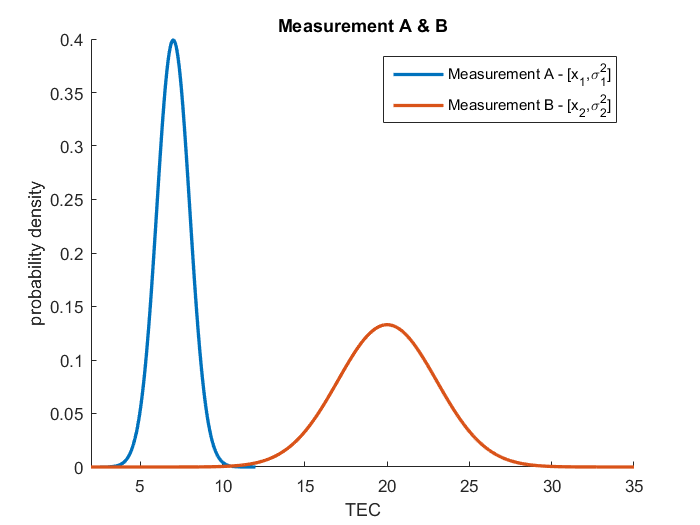 Measurement A & B
Measurement A - [x₁,σ₁²]
Measurement B - [x₂,σ₂²]
probability density
0.4
0.35
0.3
0.25
0.2
0.15
0.1
0.05
0
5 10 15 20 25 30 35
TEC